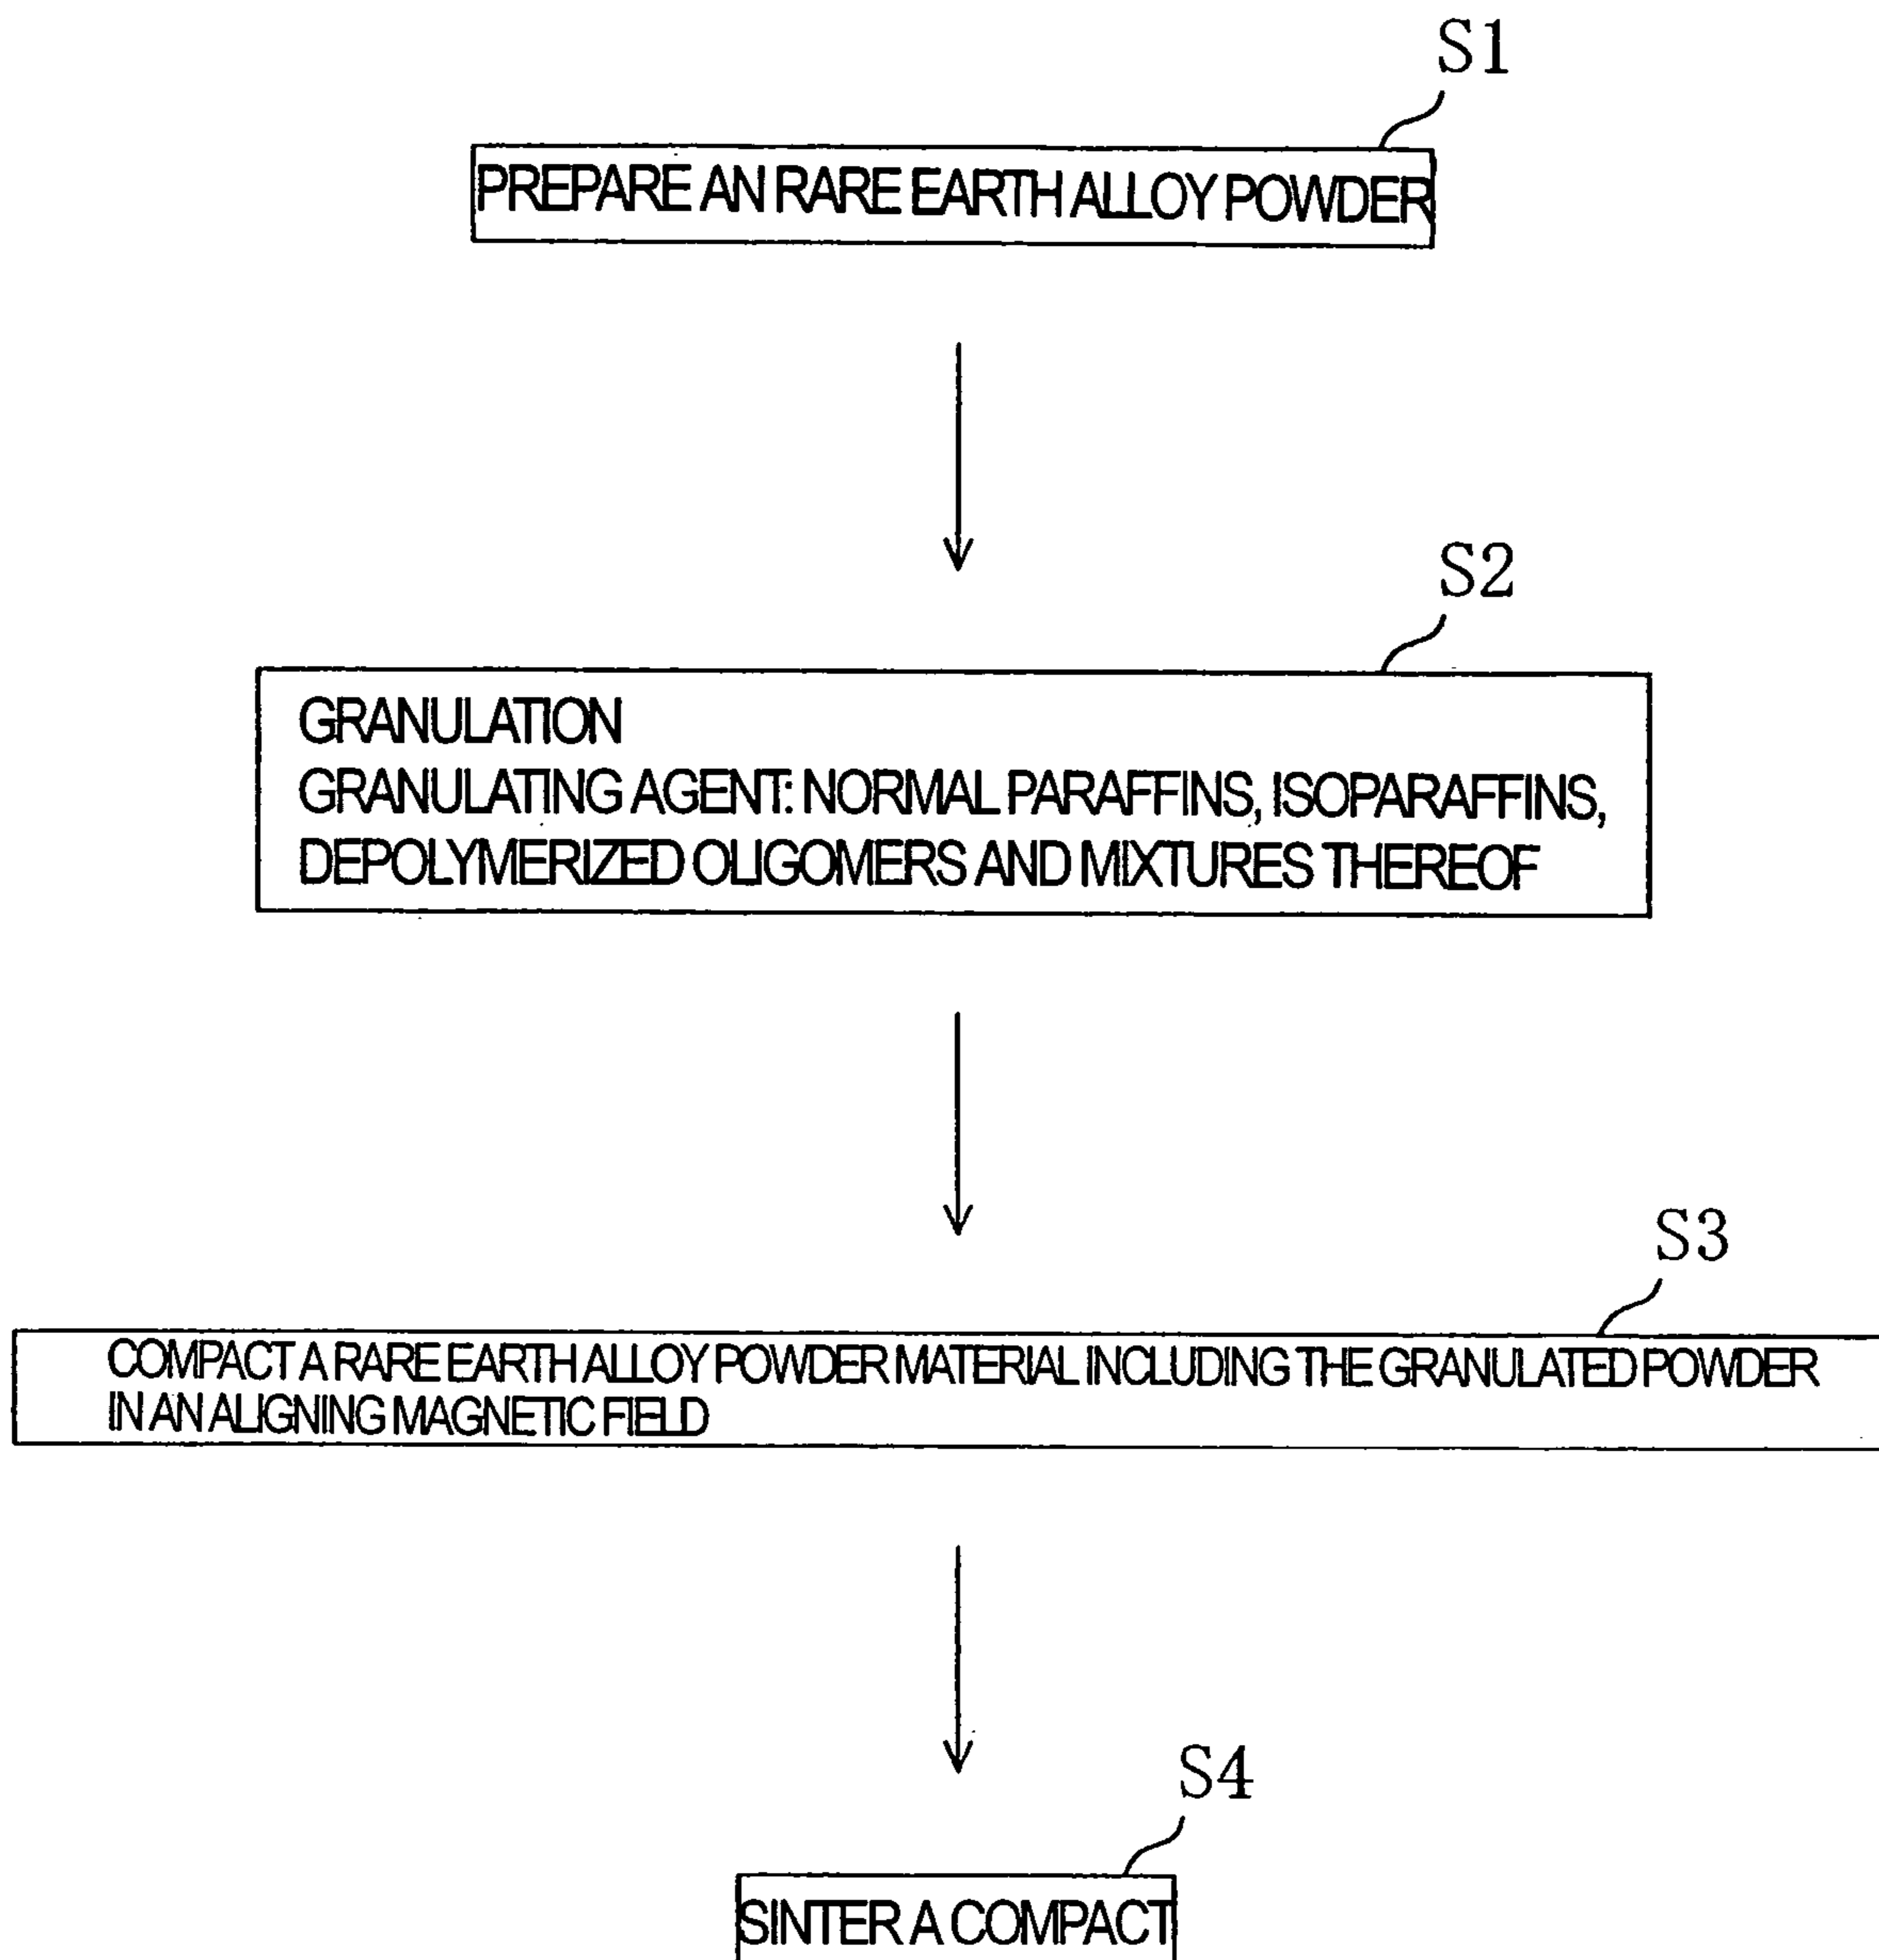 S1
PREPARE AN RARE EARTH ALLOY POWDER
S2
GRANULATION
GRANULATING AGENT: NORMAL PARAFFINS, ISOPARAFFINS,
DEPOLYMERIZED OLIGOMERS AND MIXTURES THEREOF
S3
COMPACT A RARE EARTH ALLOY POWDER MATERIAL INCLUDING THE GRANULATED POWDER
IN AN ALIGNING MAGNETIC FIELD
S4
SINTER A COMPACT